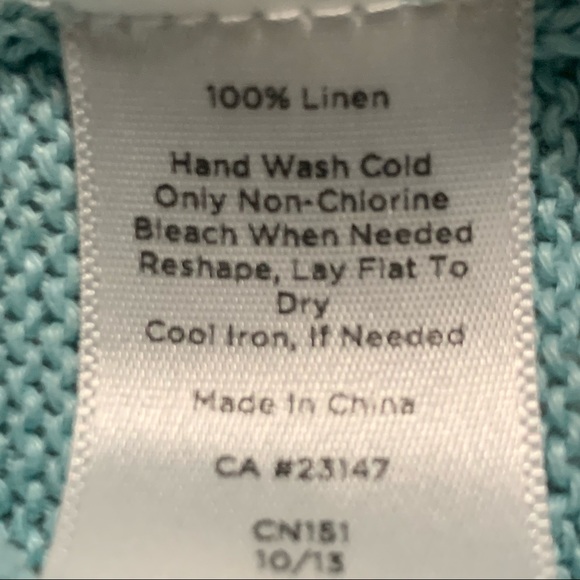 100% Linen
Hand Wash Cold
Only Non-Chlorine
Bleach When Needed
Reshape, Lay Flat To
Dry
Cool Iron, If Needed
Made In China
CA #23147
CN151
10/13